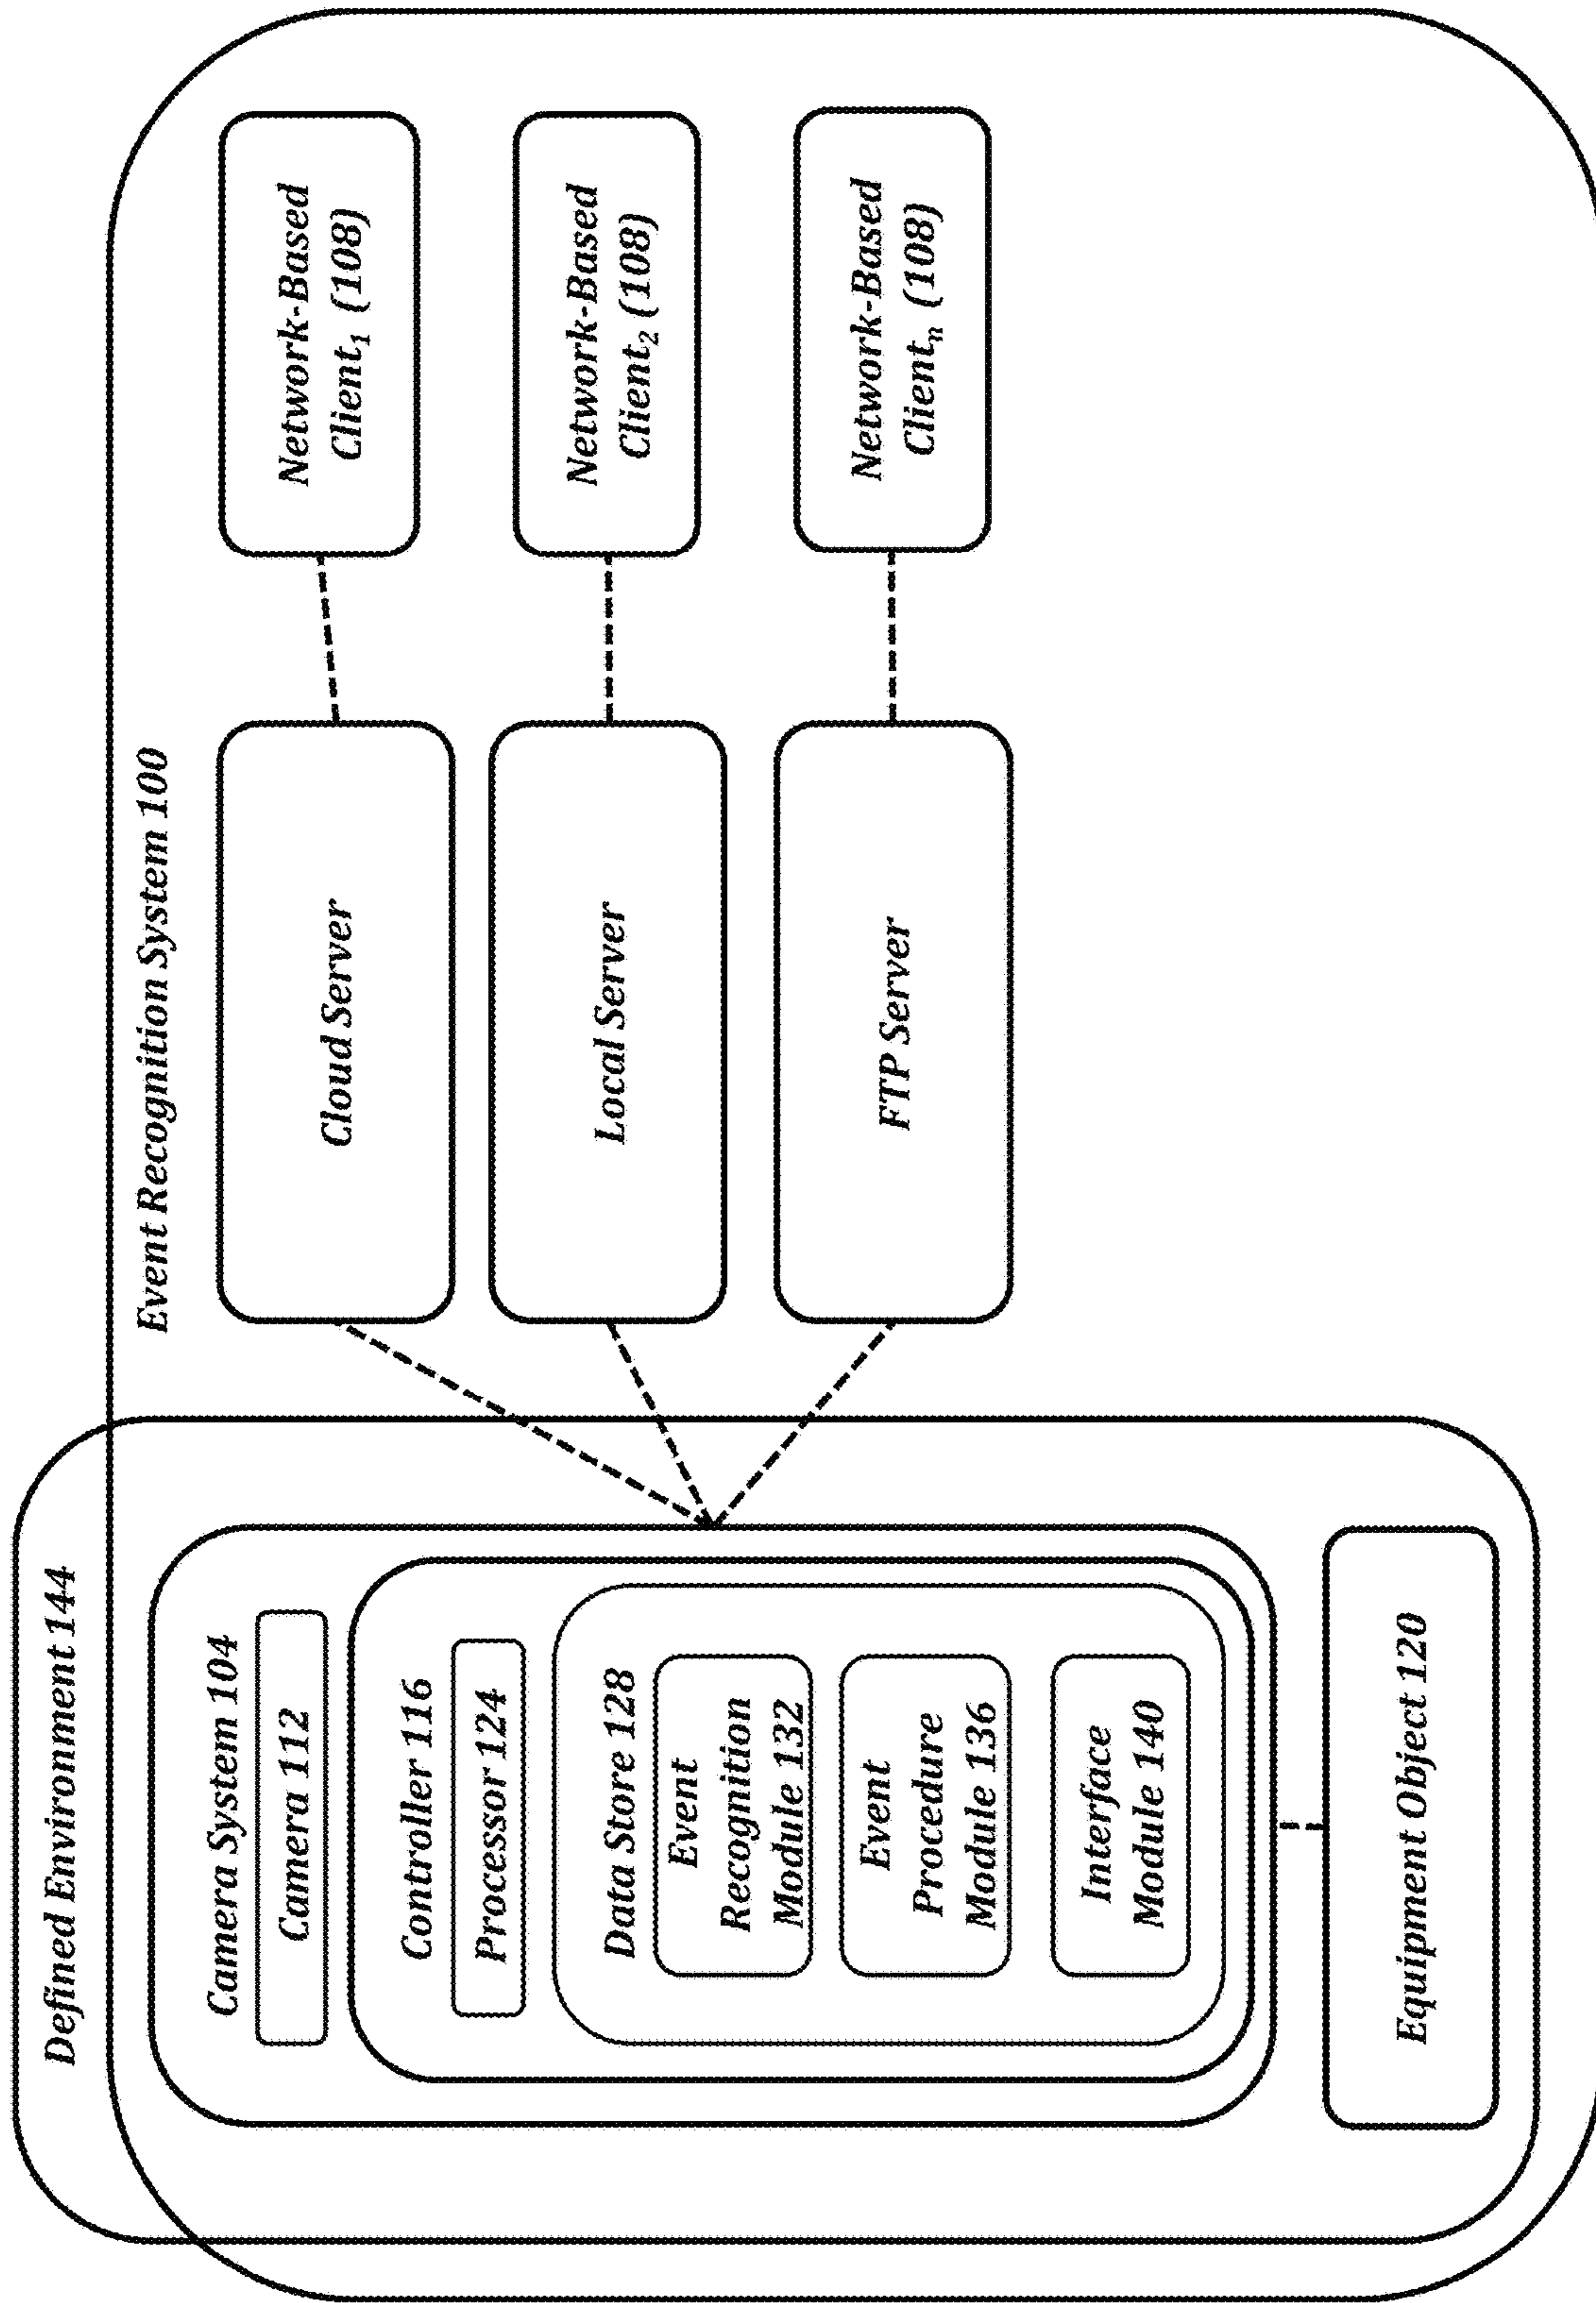 Defined Environment 144
Camera System 104
Camera 112
Controller 116
Processor 124
Data Store 128
Event
Recognition
Module 132
Event
Procedure
Module 136
Interface
Module 140
Equipment Object 120
Event Recognition System 100
Cloud Server
Local Server
FTP Server
Network-Based
Client₁ (108)
Network-Based
Client₂ (108)
Network-Based
Clientₙ (108)